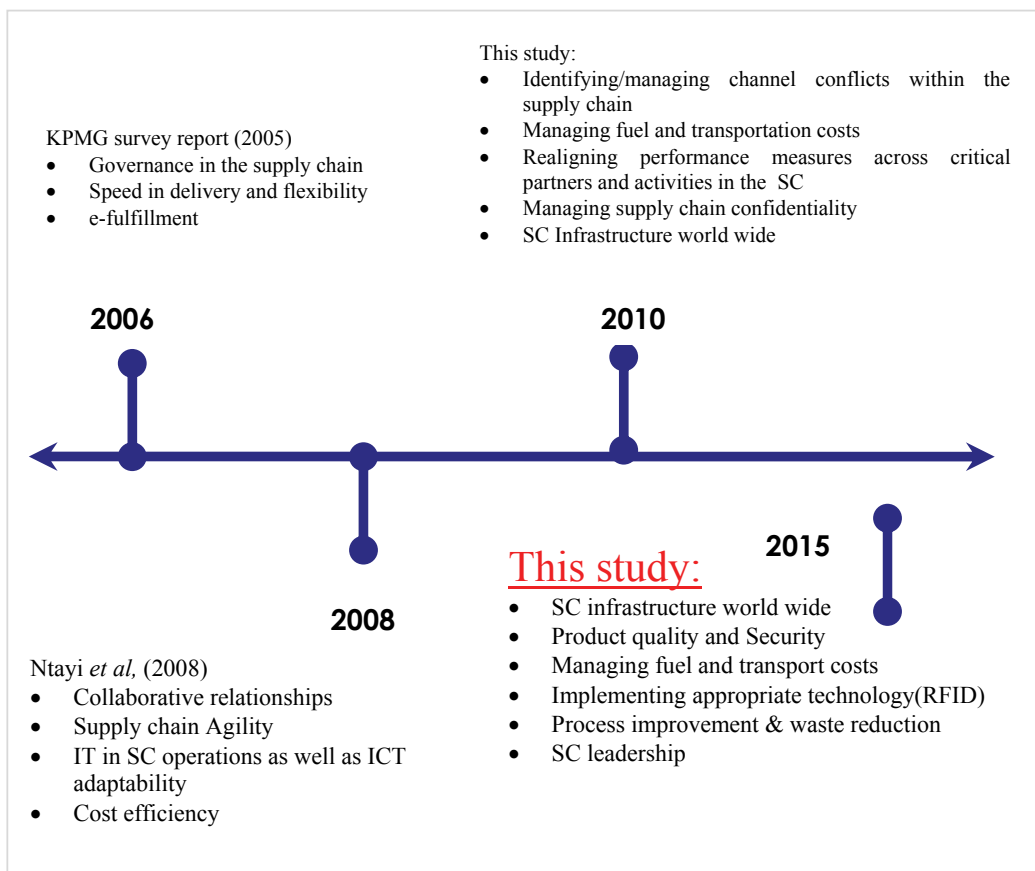 KPMG survey report (2005)
• Governance in the supply chain
• Speed in delivery and flexibility
• e-fulfillment
This study:
• Identifying/managing channel conflicts within the
supply chain
• Managing fuel and transportation costs
• Realigning performance measures across critical
partners and activities in the SC
• Managing supply chain confidentiality
• SC Infrastructure world wide
2006
2010
2008
2015
Ntayi et al, (2008)
• Collaborative relationships
• Supply chain Agility
• IT in SC operations as well as ICT
adaptability
• Cost efficiency
This study:
• SC infrastructure world wide
• Product quality and Security
• Managing fuel and transport costs
• Implementing appropriate technology(RFID)
• Process improvement & waste reduction
• SC leadership